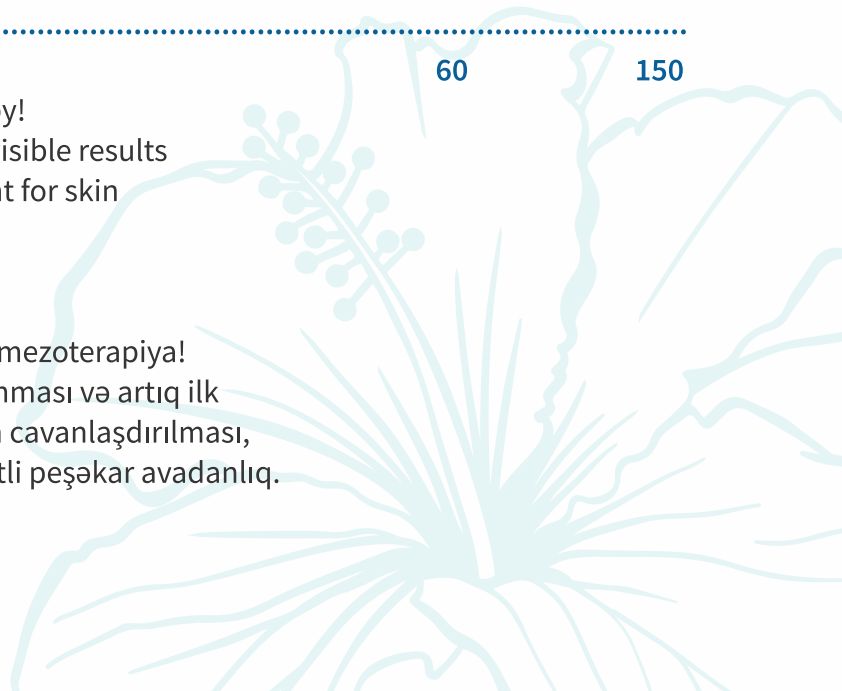 60 150
y!
isible results
t for skin
mezoterapiya!
nması və artıq ilk
cavanlaşdırılması,
tli peşəkar avadanlıq.